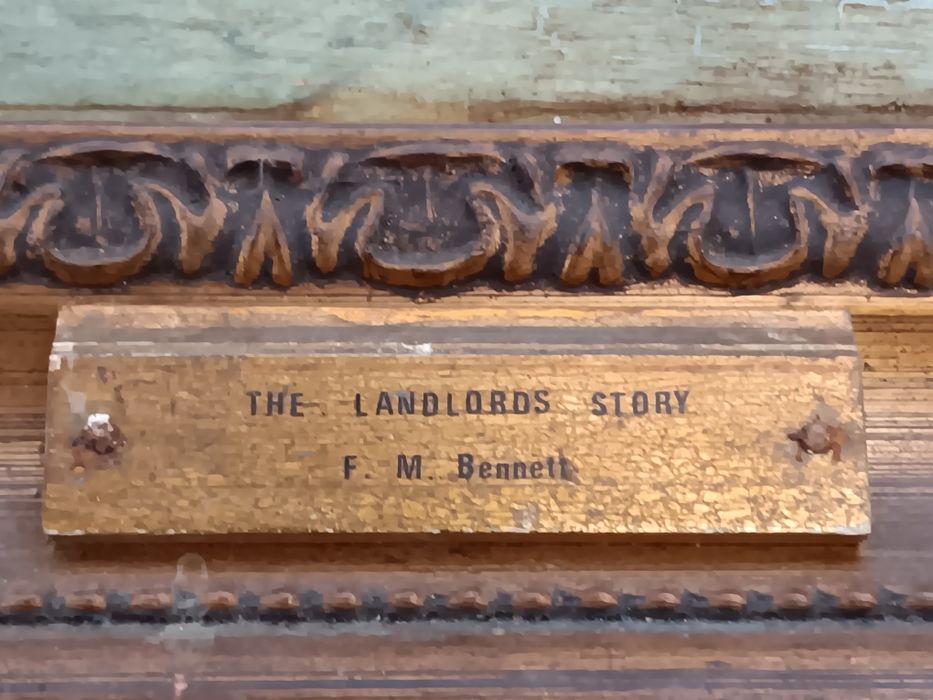 THE LANDLORDS STORY
F. M. Bennett